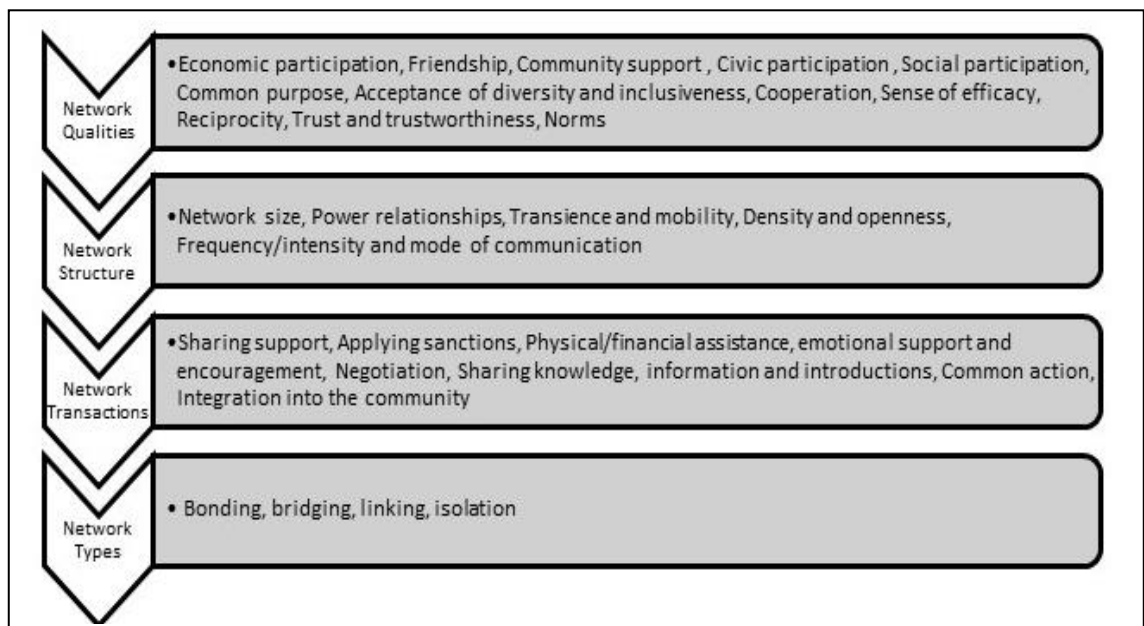 Network
Qualities
•Economic participation, Friendship, Community support , Civic participation , Social participation,
Common purpose, Acceptance of diversity and inclusiveness, Cooperation, Sense of efficacy,
Reciprocity, Trust and trustworthiness, Norms
Network
Structure
•Network size, Power relationships, Transience and mobility, Density and openness,
Frequency/intensity and mode of communication
Network
Transactions
•Sharing support, Applying sanctions, Physical/financial assistance, emotional support and
encouragement, Negotiation, Sharing knowledge, information and introductions, Common action,
Integration into the community
Network
Types
• Bonding, bridging, linking, isolation